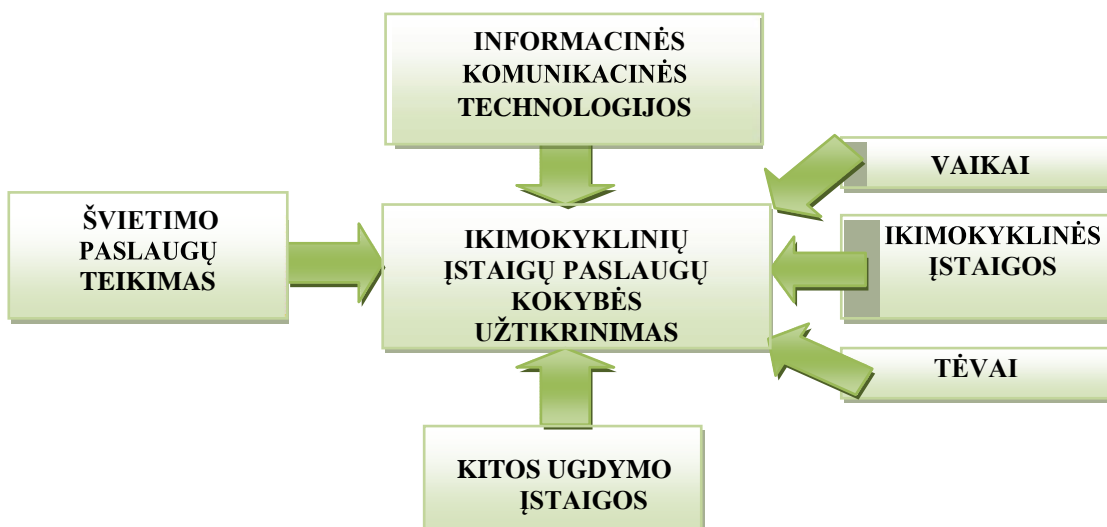 INFORMACINĖS
KOMUNIKACINĖS
TECHNOLOGIJOS
VAIKAI
ŠVIETIMO
PASLAUGŲ
TEIKIMAS
IKIMOKYKLINIŲ
ĮSTAIGŲ PASLAUGŲ
KOKYBĖS
UŽTIKRINIMAS
IKIMOKYKLINĖS
ĮSTAIGOS
TĖVAI
KITOS UGDYMO
ĮSTAIGOS